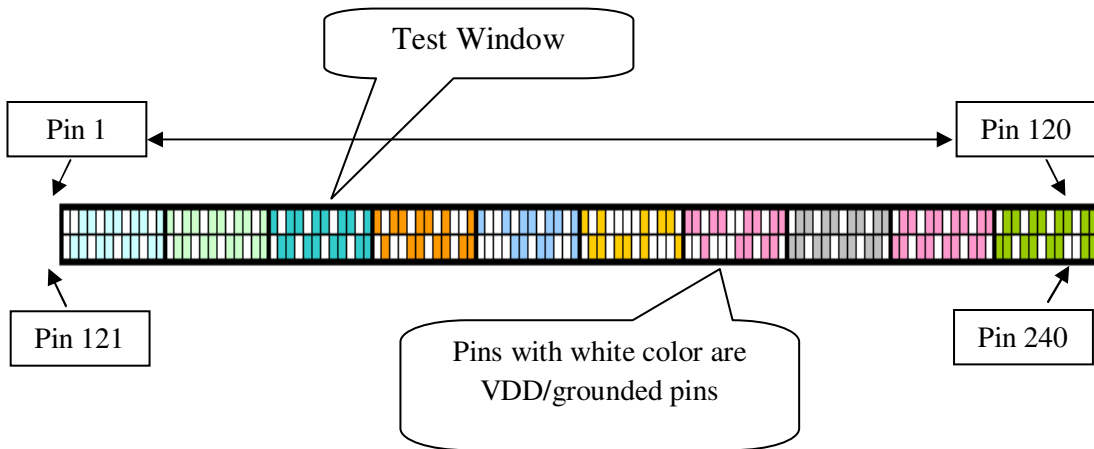 Test Window
Pin 1
Pin 120
Pin 121
Pin 240
Pins with white color are
VDD/grounded pins